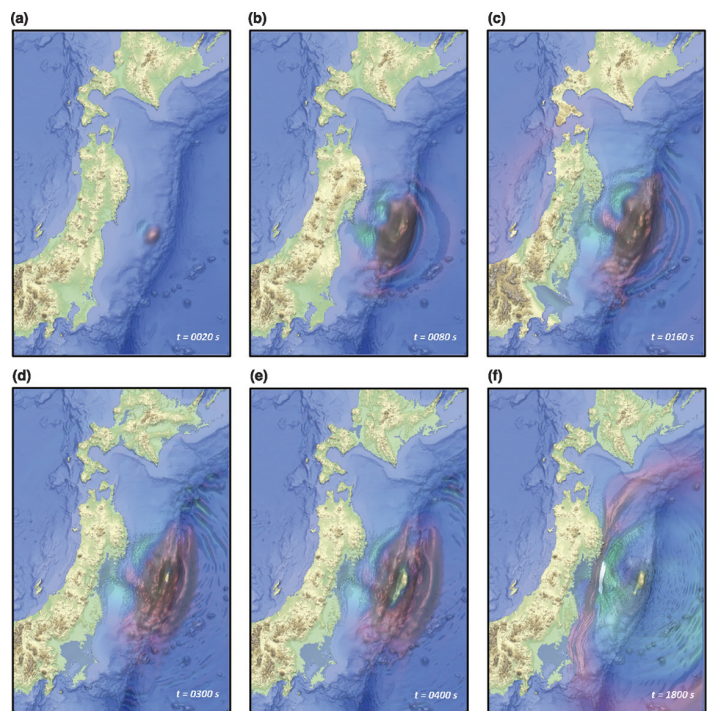 (a)
(b)
(c)
t = 0020 s
t = 0080 s
t = 0160 s
(d)
(e)
(f)
t = 0300 s
t = 0400 s
t = 1800 s